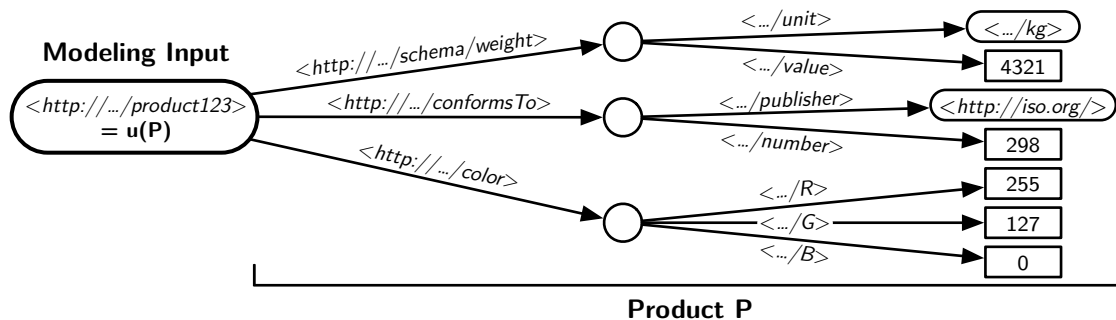 Modeling Input
<http://.../product123>
= u(P)
<http://.../schema/weight>
<http://.../conformsTo>
<http://.../color>
<.../unit>
<.../value>
<.../publisher>
<.../number>
<.../R>
<.../G>
<.../B>
<.../kg>
4321
<http://iso.org/>
298
255
127
0
Product P